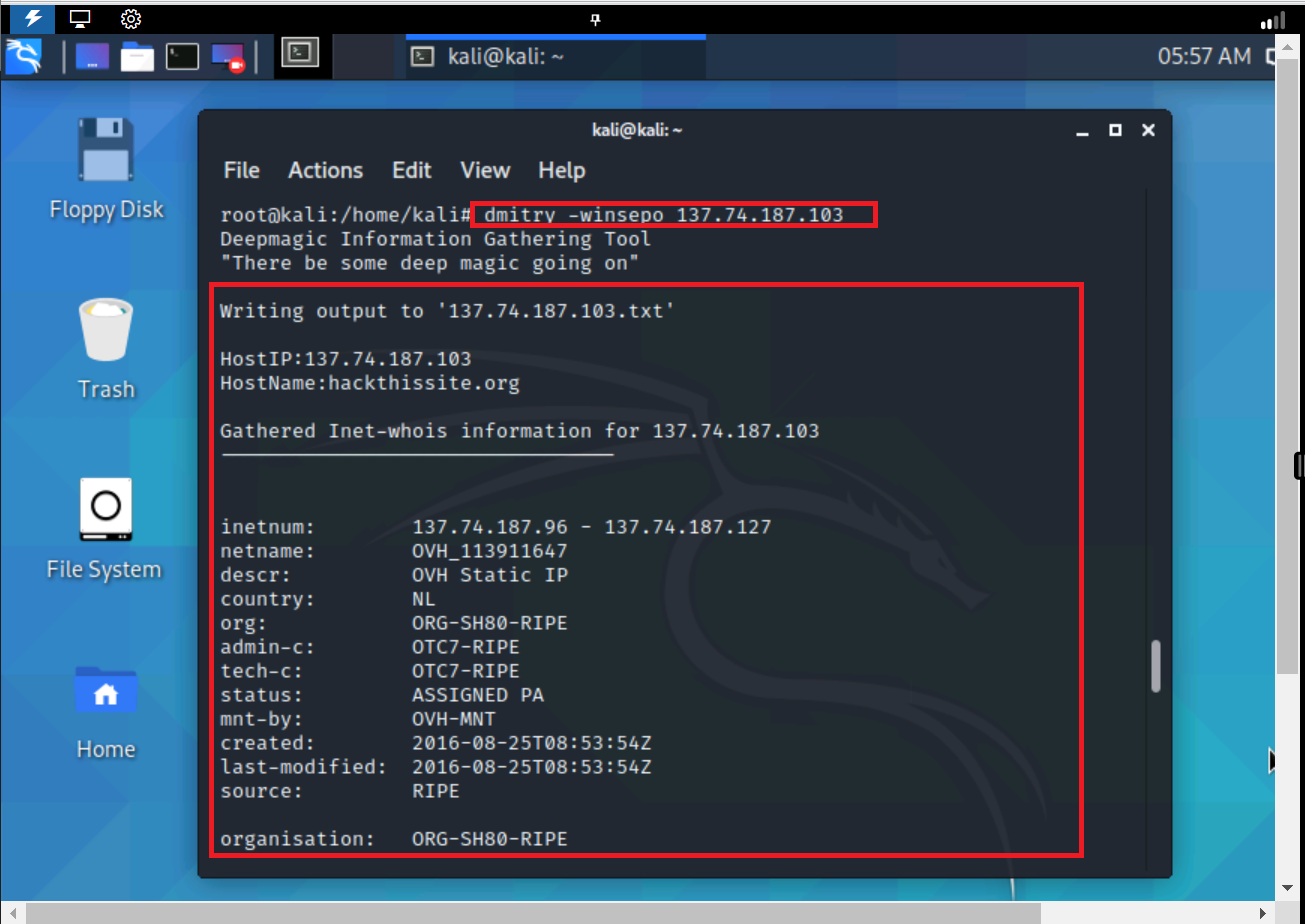 kali@kali: ~
05:57 AM
Floppy Disk
Trash
File System
Home
kali@kali: ~
File Actions Edit View Help
root@kali:/home/kali# dmitry -winsepo 137.74.187.103
Deepmagic Information Gathering Tool
"There be some deep magic going on"
Writing output to '137.74.187.103.txt'
HostIP:137.74.187.103
HostName:hackthissite.org
Gathered Inet-whois information for 137.74.187.103
inetnum: 137.74.187.96 - 137.74.187.127
netname: OVH_113911647
descr: OVH Static IP
country: NL
org: ORG-SH80-RIPE
admin-c: OTC7-RIPE
tech-c: OTC7-RIPE
status: ASSIGNED PA
mnt-by: OVH-MNT
created: 2016-08-25T08:53:54Z
last-modified: 2016-08-25T08:53:54Z
source: RIPE
organisation: ORG-SH80-RIPE